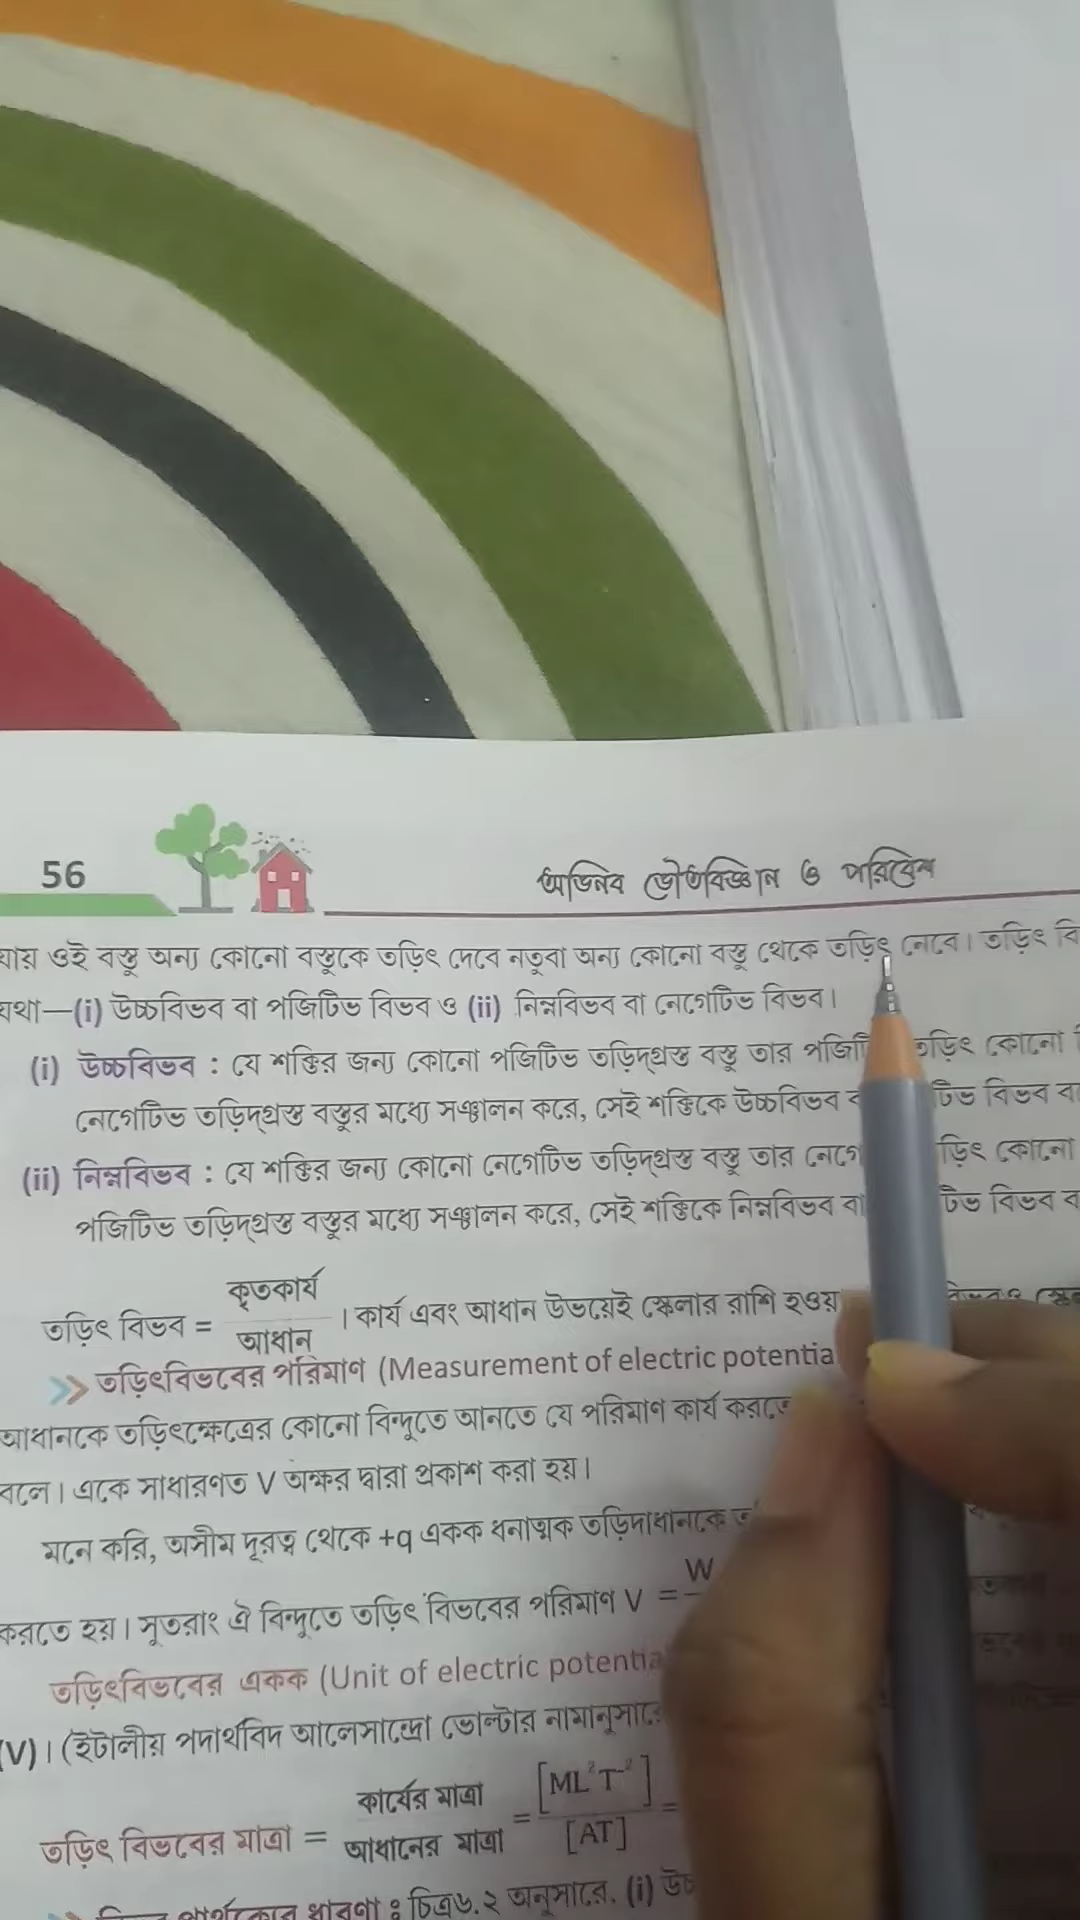 56
অভিনব ভৌতবিজ্ঞান ও পরিবেশ
যায় ওই বস্তু অন্য কোনো বস্তুকে তড়িৎ দেবে নতুবা অন্য কোনো বস্তু থেকে তড়িৎ নেবে। তড়িৎ বি
যথা—(i) উচ্চবিভব বা পজিটিভ বিভব ও (ii) নিম্নবিভব বা নেগেটিভ বিভব।
(i) উচ্চবিভব : যে শক্তির জন্য কোনো পজিটিভ তড়িদ্‌গ্রস্ত বস্তু তার পজিটি তড়িৎ কোনো
নেগেটিভ তড়িদ্‌গ্রস্ত বস্তুর মধ্যে সঞ্চালন করে, সেই শক্তিকে উচ্চবিভব ব টিভ বিভব বা
(ii) নিম্নবিভব : যে শক্তির জন্য কোনো নেগেটিভ তড়িদ্‌গ্রস্ত বস্তু তার নেগে ড়িৎ কোনো
পজিটিভ তড়িদ্‌গ্রস্ত বস্তুর মধ্যে সঞ্চালন করে, সেই শক্তিকে নিম্নবিভব বা টিভ বিভব ব
তড়িৎ বিভব = কৃতকার্য / আধান । কার্য এবং আধান উভয়েই স্কেলার রাশি হওয়
>> তড়িৎবিভবের পরিমাণ (Measurement of electric potentia
আধানকে তড়িৎক্ষেত্রের কোনো বিন্দুতে আনতে যে পরিমাণ কার্য করতে
বলে। একে সাধারণত V অক্ষর দ্বারা প্রকাশ করা হয়।
মনে করি, অসীম দূরত্ব থেকে +q একক ধনাত্মক তড়িদাধানকে ত
করতে হয়। সুতরাং ঐ বিন্দুতে তড়িৎ বিভবের পরিমাণ V = W
তড়িৎবিভবের একক (Unit of electric potentia
(V)। (ইটালীয় পদার্থবিদ আলেসান্দ্রো ভোল্টার নামানুসারে
তড়িৎ বিভবের মাত্রা = কার্যের মাত্রা / আধানের মাত্রা = [ML²T⁻²] / [AT] =
পার্থক্যের ধারণা : চিত্র৬.২ অনুসারে, (i) উচ